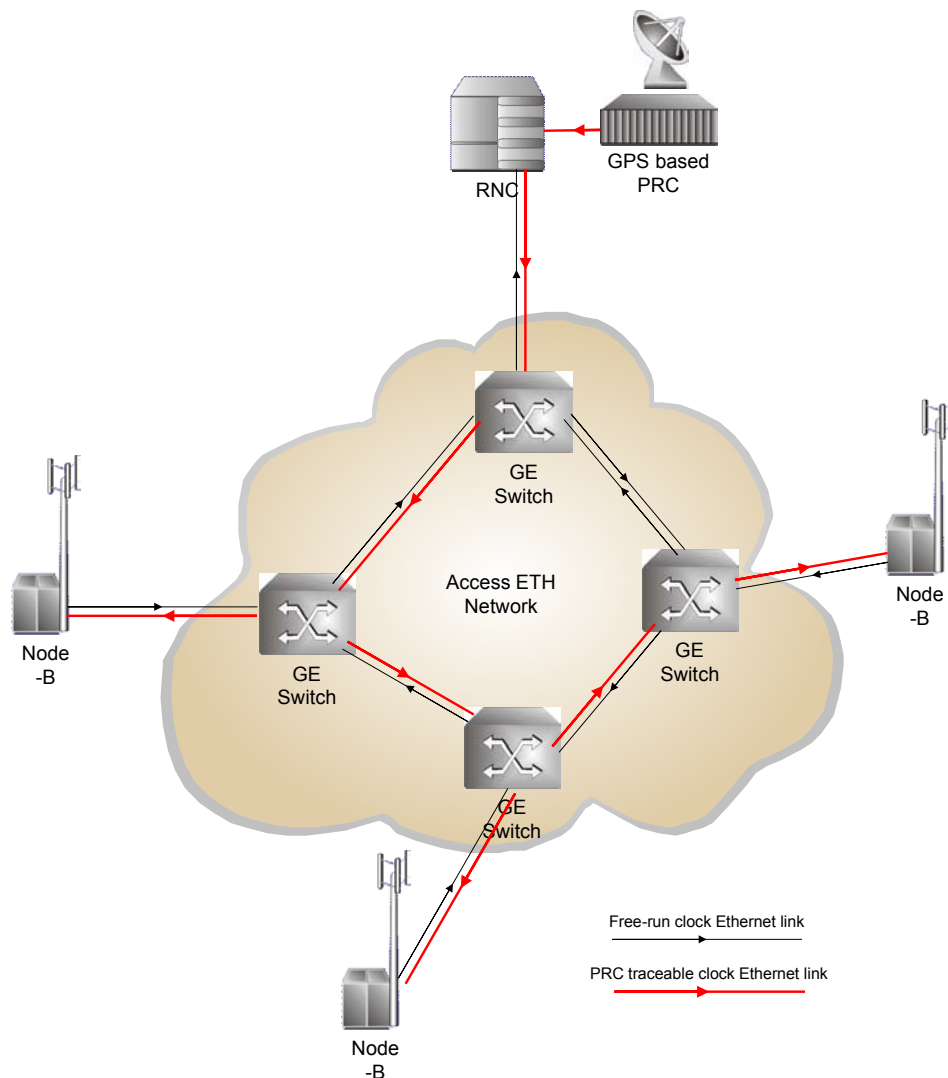 GPS based
PRC
RNC
GE
Switch
Access ETH
Network
Node
-B
Node
-B
GE
Switch
GE
Switch
GE
Switch
Free-run clock Ethernet link
PRC traceable clock Ethernet link
Node
-B